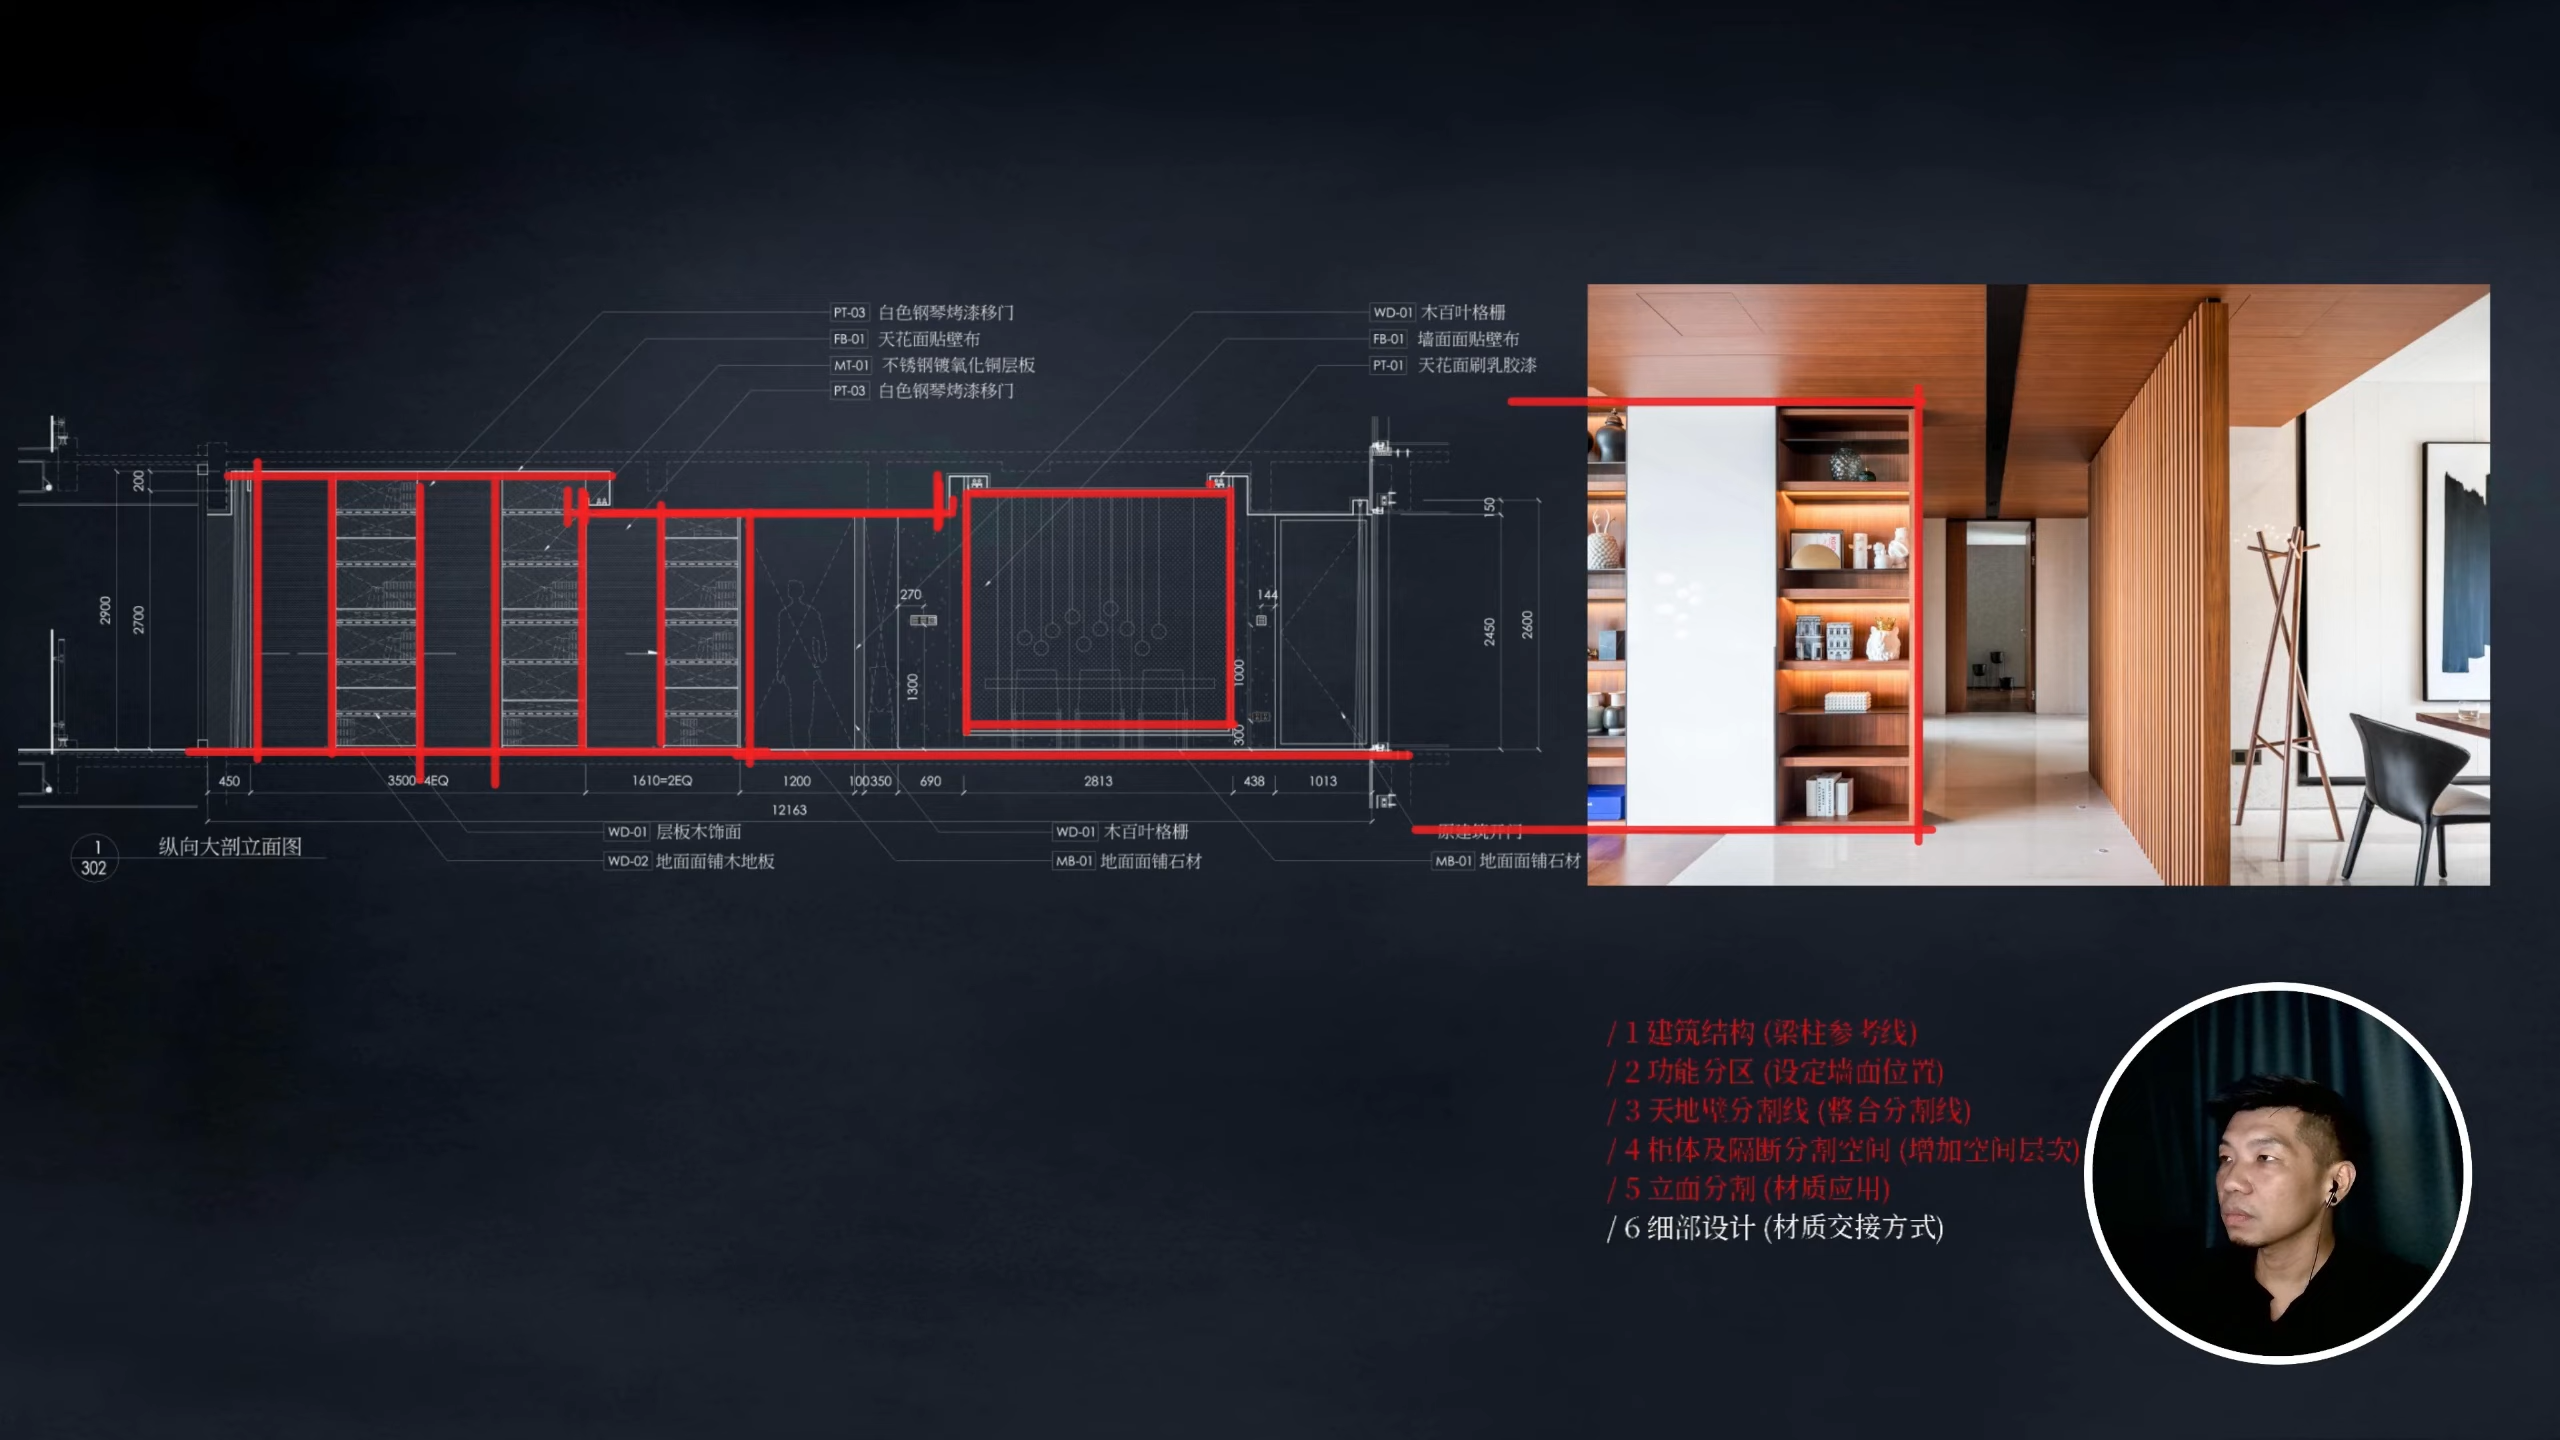 PT-03 白色钢琴烤漆移门
FB-01 天花面贴壁布
MT-01 不锈钢镀氧化铜层板
PT-03 白色钢琴烤漆移门
WD-01 木百叶格栅
FB-01 墙面面贴壁布
PT-01 天花面刷乳胶漆
200
2900
2700
270
1300
144
1000
300
150
2450
2600
450
3500=4EQ
1610=2EQ
1200
100
350
690
2813
438
1013
12163
1
302
纵向大剖立面图
WD-01 层板木饰面
WD-02 地面面铺木地板
WD-01 木百叶格栅
MB-01 地面面铺石材
原建筑开门
MB-01 地面面铺石材
/ 1 建筑结构 (梁柱参考线)
/ 2 功能分区 (设定墙面位置)
/ 3 天地壁分割线 (整合分割线)
/ 4 柜体及隔断分割空间 (增加空间层次)
/ 5 立面分割 (材质应用)
/ 6 细部设计 (材质交接方式)